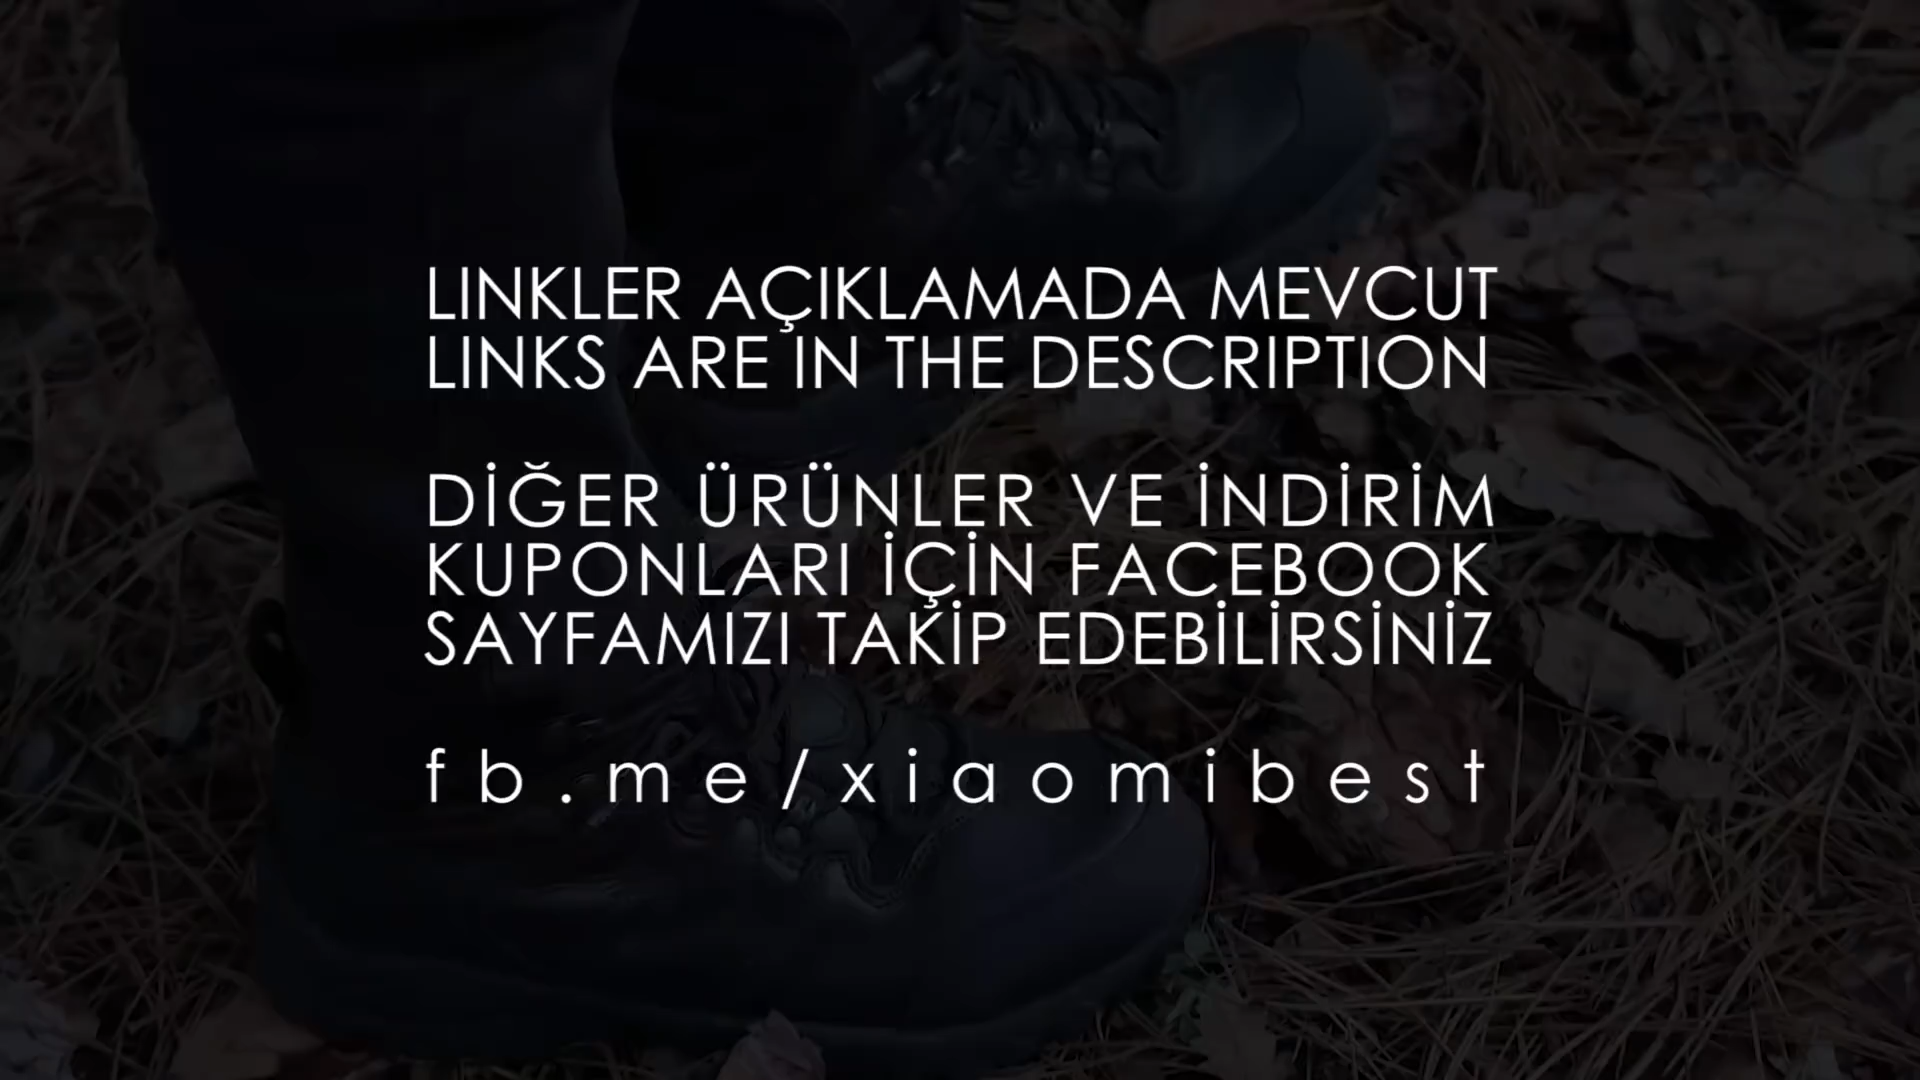 LINKLER AÇIKLAMADA MEVCUT
LINKS ARE IN THE DESCRIPTION
DİĞER ÜRÜNLER VE İNDİRİM
KUPONLARI İÇİN FACEBOOK
SAYFAMIZI TAKİP EDEBİLİRSİNİZ
fb.me/xiaomibest